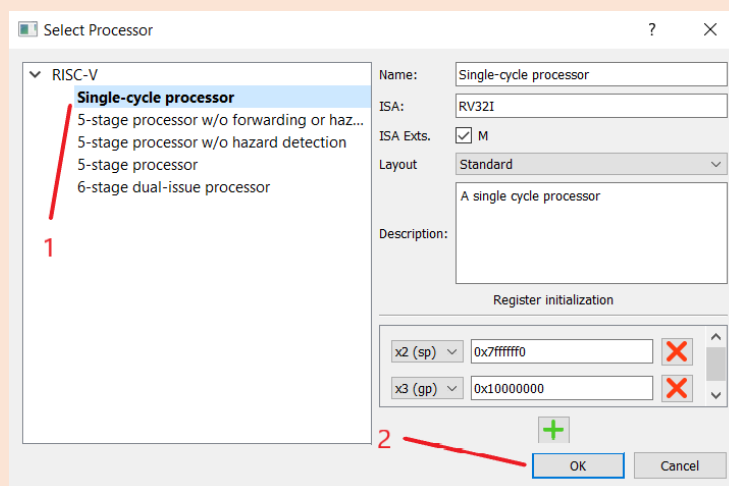 Select Processor
?
RISC-V
Single-cycle processor
5-stage processor w/o forwarding or haz...
5-stage processor w/o hazard detection
5-stage processor
6-stage dual-issue processor
1
Name: Single-cycle processor
ISA: RV32I
ISA Exts. M
Layout Standard
Description: A single cycle processor
Register initialization
x2 (sp) 0x7ffffff0
x3 (gp) 0x10000000
2
OK Cancel